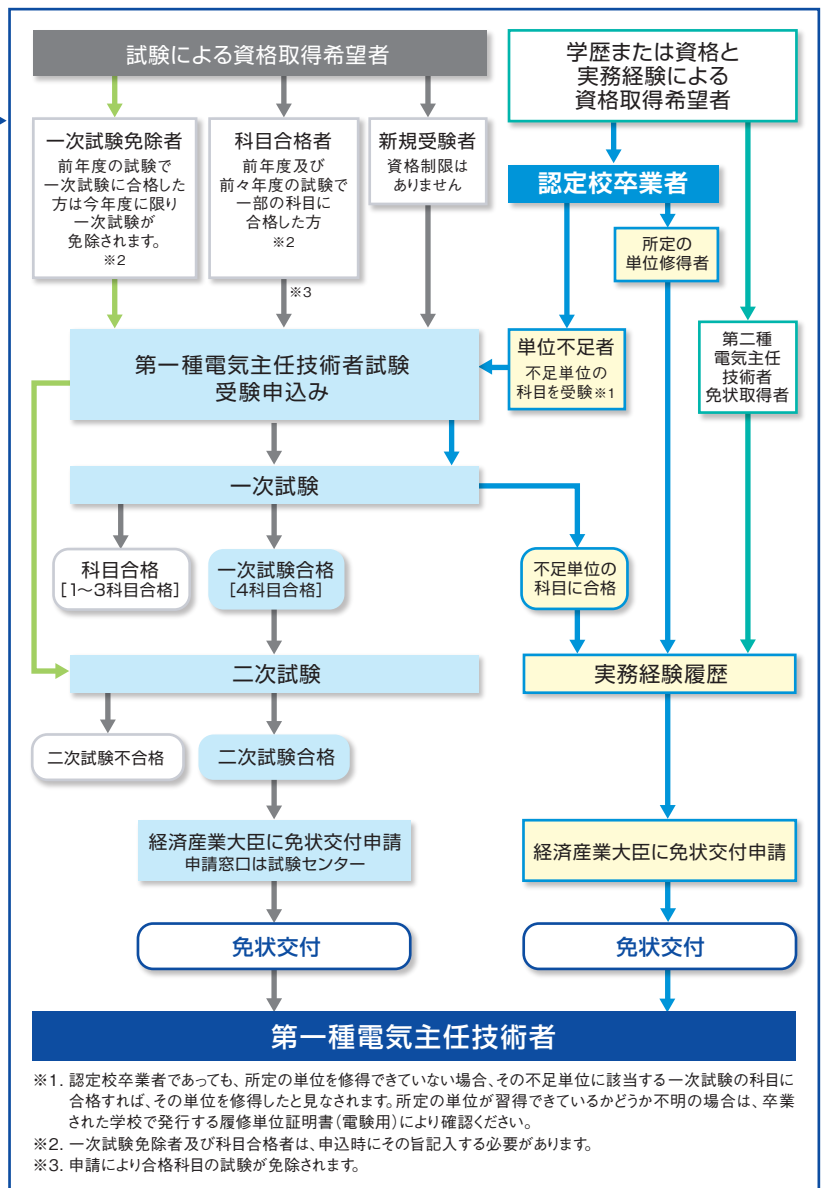 試験による資格取得希望者
学歴または資格と
実務経験による
資格取得希望者
一次試験免除者
前年度の試験で
一次試験に合格した
方は今年度に限り
一次試験が
免除されます。
※2
科目合格者
前年度及び
前々年度の試験で
一部の科目に
合格した方
※2
※3
新規受験者
資格制限は
ありません
認定校卒業者
所定の
単位修得者
第一種電気主任技術者試験
受験申込み
単位不足者
不足単位の
科目を受験※1
第二種
電気主任
技術者
免状取得者
一次試験
科目合格
[1~3科目合格]
一次試験合格
[4科目合格]
不足単位の
科目に合格
二次試験
実務経験履歴
二次試験不合格
二次試験合格
経済産業大臣に免状交付申請
申請窓口は試験センター
経済産業大臣に免状交付申請
免状交付
免状交付
第一種電気主任技術者
※1. 認定校卒業者であっても、所定の単位を修得できていない場合、その不足単位に該当する一次試験の科目に
合格すれば、その単位を修得したと見なされます。所定の単位が習得できているかどうか不明の場合は、卒業
された学校で発行する履修単位証明書(電験用)により確認ください。
※2. 一次試験免除者及び科目合格者は、申込時にその旨記入する必要があります。
※3. 申請により合格科目の試験が免除されます。